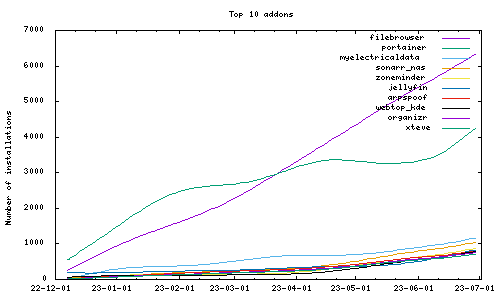 Top 10 addons
7000
6000
5000
4000
3000
2000
1000
0
Number of installations
filebrowser
portainer
myelectricaldata
sonarr_nas
zoneminder
jellyfin
arpspoof
webtop_kde
organizr
xteve
22-12-01 23-01-01 23-02-01 23-03-01 23-04-01 23-05-01 23-06-01 23-07-01